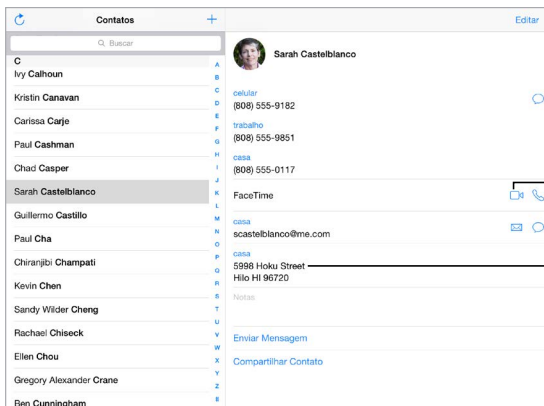 Contatos
+
Buscar
C
Ivy Calhoun
Kristin Canavan
Carissa Carje
Paul Cashman
Chad Casper
Sarah Castelblanco
Guillermo Castillo
Paul Cha
Chiranjibi Champati
Kevin Chen
Sandy Wilder Cheng
Rachael Chiseck
Ellen Chou
Gregory Alexander Crane
Ben Cunningham
A
B
C
D
E
F
G
H
I
J
K
L
M
N
O
P
Q
R
S
T
U
V
W
X
Y
Z
#
Editar
Sarah Castelblanco
celular
(808) 555-9182
trabalho
(808) 555-9851
casa
(808) 555-0117
FaceTime
casa
scastelblanco@me.com
casa
5998 Hoku Street
Hilo HI 96720
Notas
Enviar Mensagem
Compartilhar Contato